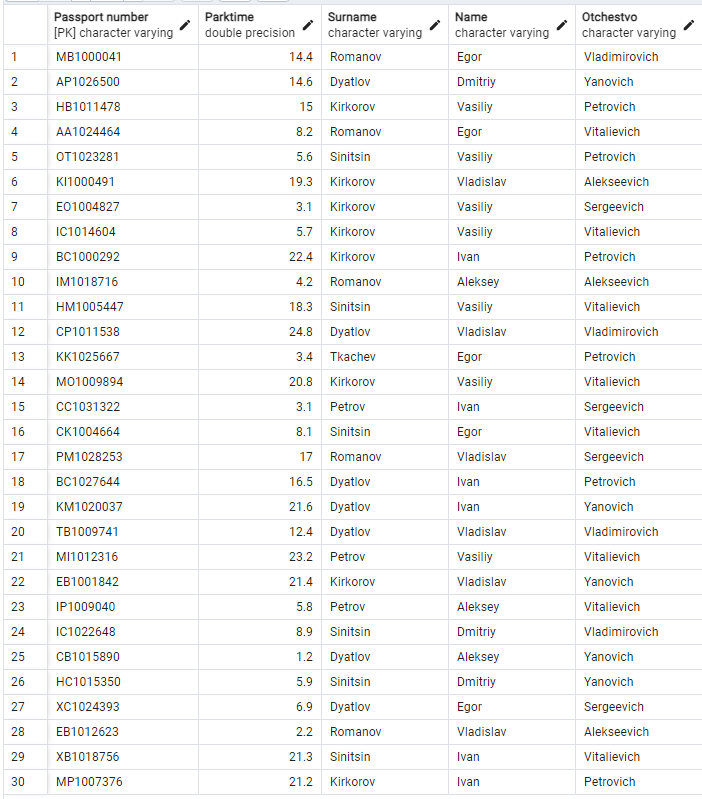 Passport number Parktime Surname Name Otchestvo
[PK] character varying double precision character varying character varying character varying
1 MB1000041 14.4 Romanov Egor Vladimirovich
2 AP1026500 14.6 Dyatlov Dmitriy Yanovich
3 HB1011478 15 Kirkorov Vasiliy Petrovich
4 AA1024464 8.2 Romanov Egor Vitalievich
5 OT1023281 5.6 Sinitsin Vasiliy Petrovich
6 KI1000491 19.3 Kirkorov Vladislav Alekseevich
7 EO1004827 3.1 Kirkorov Vasiliy Sergeevich
8 IC1014604 5.7 Kirkorov Vasiliy Vitalievich
9 BC1000292 22.4 Kirkorov Ivan Petrovich
10 IM1018716 4.2 Romanov Aleksey Alekseevich
11 HM1005447 18.3 Sinitsin Vasiliy Vitalievich
12 CP1011538 24.8 Dyatlov Vladislav Vladimirovich
13 KK1025667 3.4 Tkachev Egor Petrovich
14 MO1009894 20.8 Kirkorov Vasiliy Vitalievich
15 CC1031322 3.1 Petrov Ivan Sergeevich
16 CK1004664 8.1 Sinitsin Egor Vitalievich
17 PM1028253 17 Romanov Vladislav Sergeevich
18 BC1027644 16.5 Dyatlov Ivan Petrovich
19 KM1020037 21.6 Dyatlov Ivan Yanovich
20 TB1009741 12.4 Dyatlov Vladislav Vladimirovich
21 MI1012316 23.2 Petrov Vasiliy Vitalievich
22 EB1001842 21.4 Kirkorov Vladislav Yanovich
23 IP1009040 5.8 Petrov Aleksey Vitalievich
24 IC1022648 8.9 Sinitsin Dmitriy Vladimirovich
25 CB1015890 1.2 Dyatlov Aleksey Yanovich
26 HC1015350 5.9 Sinitsin Dmitriy Yanovich
27 XC1024393 6.9 Dyatlov Egor Sergeevich
28 EB1012623 2.2 Romanov Vladislav Alekseevich
29 XB1018756 21.3 Sinitsin Ivan Vitalievich
30 MP1007376 21.2 Kirkorov Ivan Petrovich